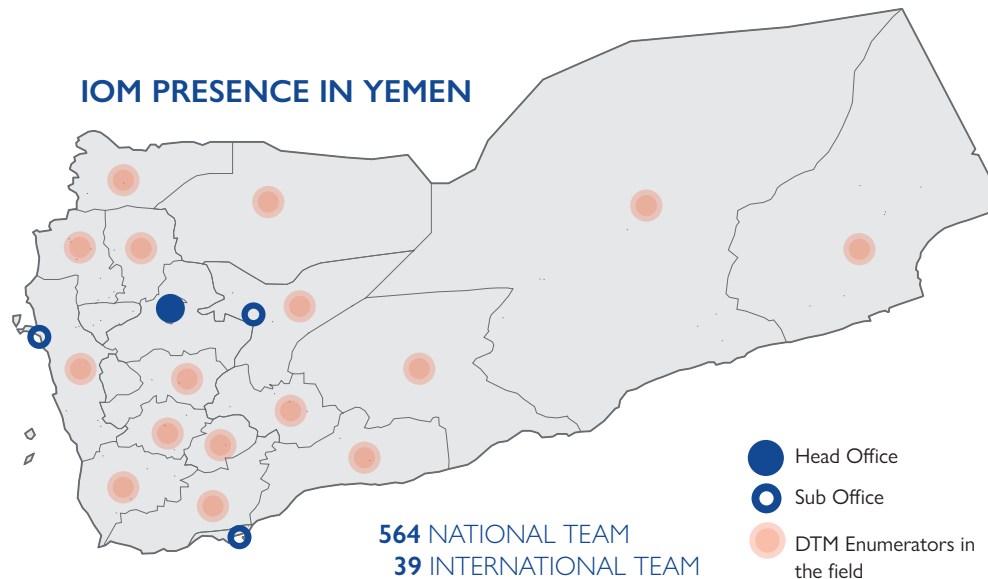 IOM PRESENCE IN YEMEN
Head Office
Sub Office
DTM Enumerators in
the field
564 NATIONAL TEAM
39 INTERNATIONAL TEAM